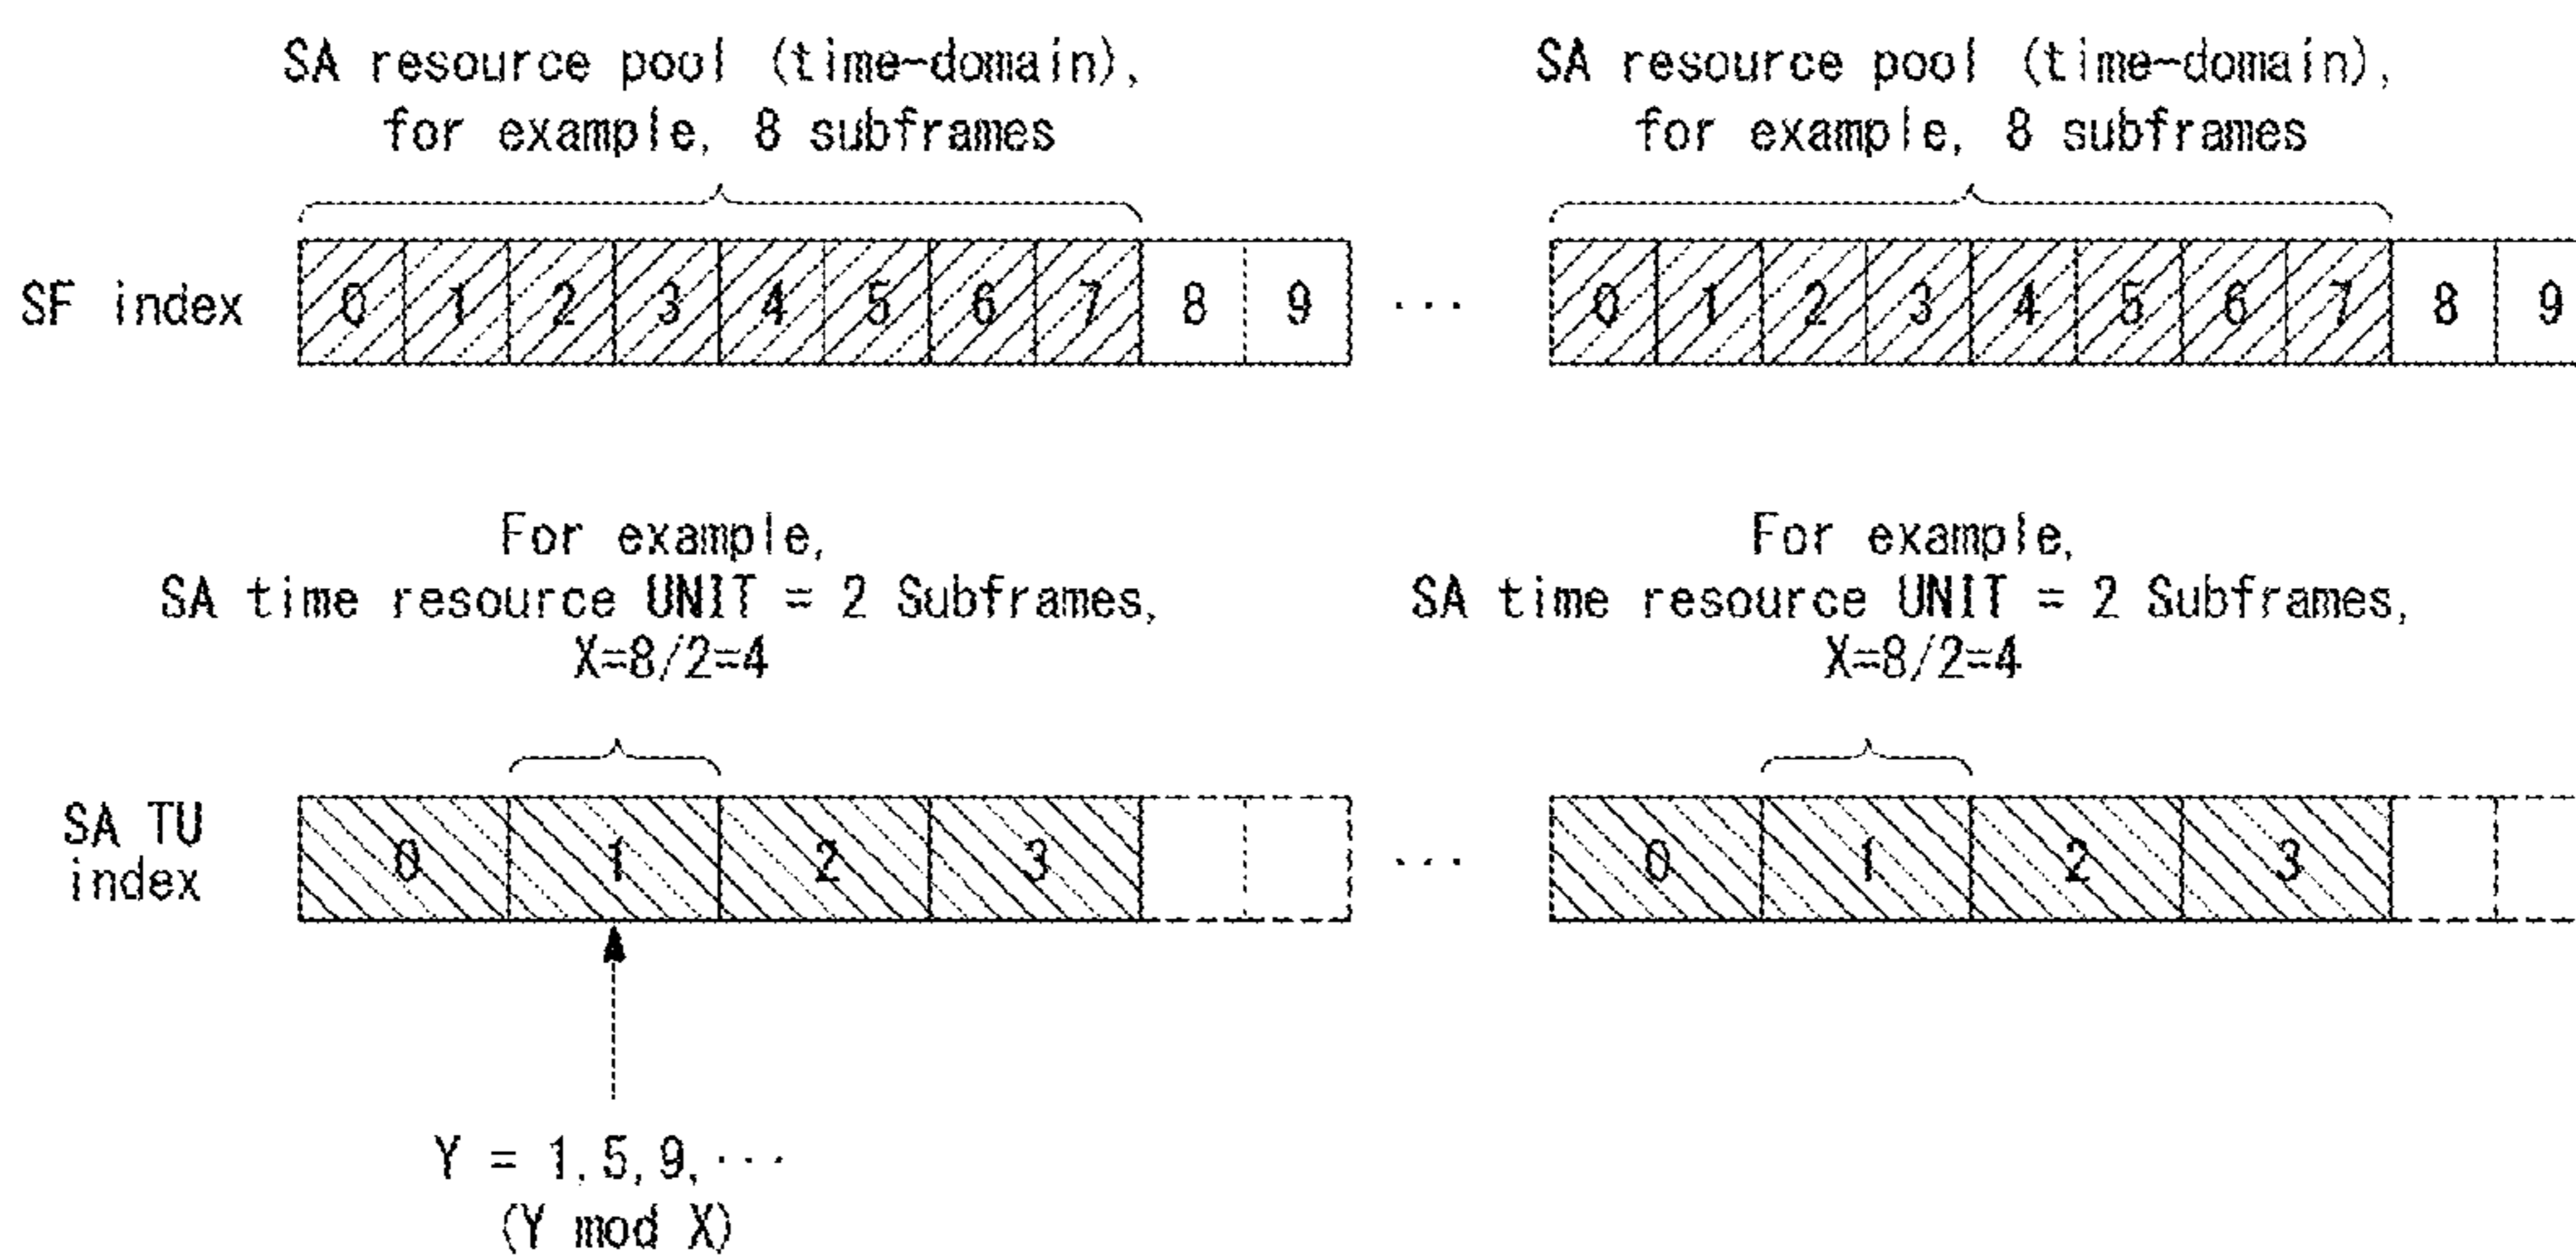 SA resource pool (time-domain),
for example, 8 subframes
SA resource pool (time-domain),
for example, 8 subframes
SF index 0 1 2 3 4 5 6 7 8 9 ... 0 1 2 3 4 5 6 7 8 9
For example,
SA time resource UNIT = 2 Subframes,
X=8/2=4
For example,
SA time resource UNIT = 2 Subframes,
X=8/2=4
SA TU
index
0 1 2 3 ... 0 1 2 3
Y = 1, 5, 9, ···
(Y mod X)